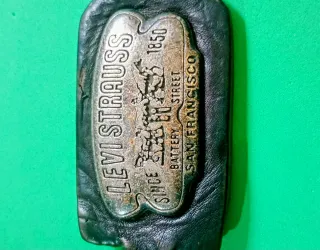 LEVI STRAUSS
SINCE 1850
BATTERY STREET
SAN FRANCISCO